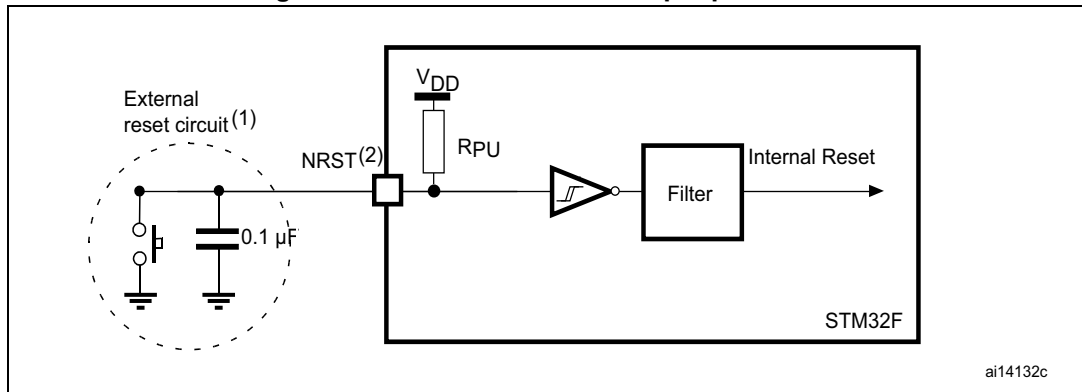 VDD
External
reset circuit(1)
NRST(2)
RPU
Internal Reset
Filter
0.1 μF
STM32F
ai14132c